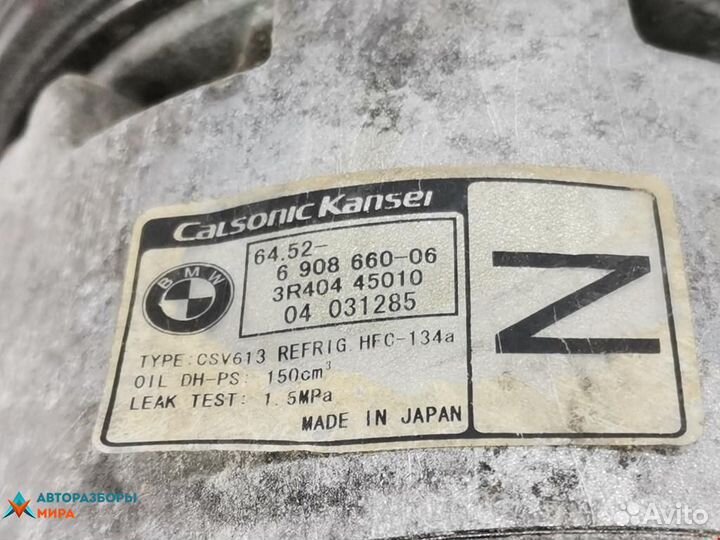 Calsonic Kansei
64.52-
6 908 660-06
3R404 45010
04 031285
BMW
TYPE:CSV613 REFRIG.HFC-134a
OIL DH-PS: 150cm³
LEAK TEST: 1.5MPa
MADE IN JAPAN
N
АВТОРАЗБОРЫ
МИРА
Avito